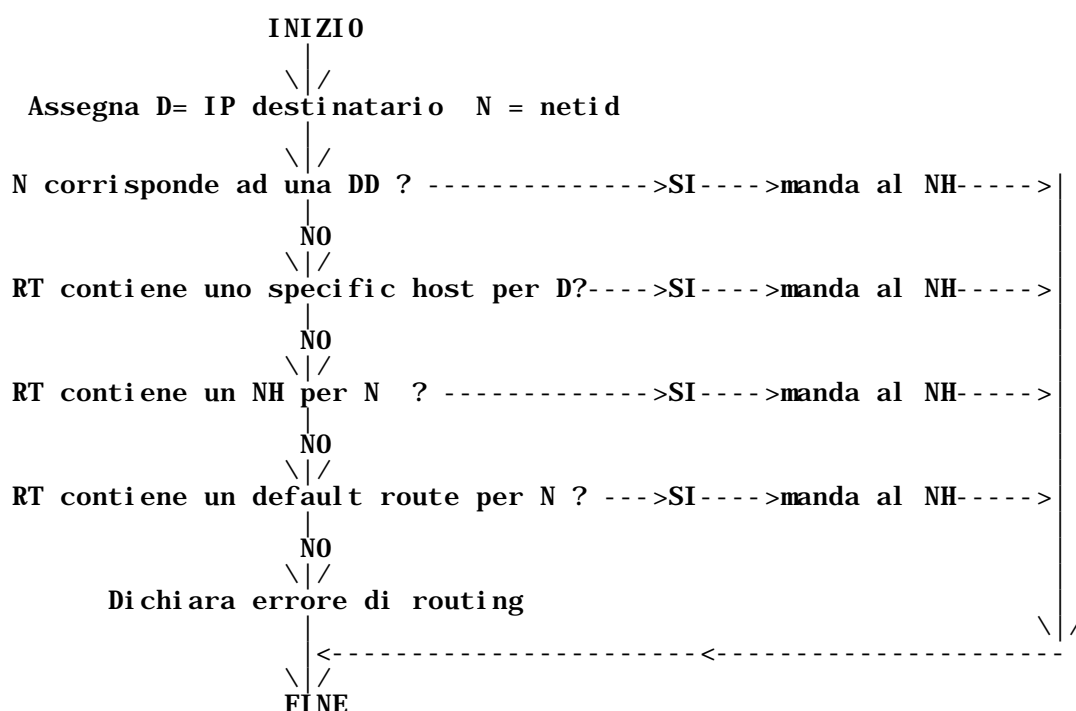 INIZIO
Assegna D= IP destinatario N = netid
N corrisponde ad una DD ? -------------->SI---->manda al NH----->
NO
RT contiene uno specific host per D?---->SI---->manda al NH----->
NO
RT contiene un NH per N ? ------------->SI---->manda al NH----->
NO
RT contiene un default route per N ? --->SI---->manda al NH----->
NO
Dichiara errore di routing
<-----------------------<----------------------
FINE